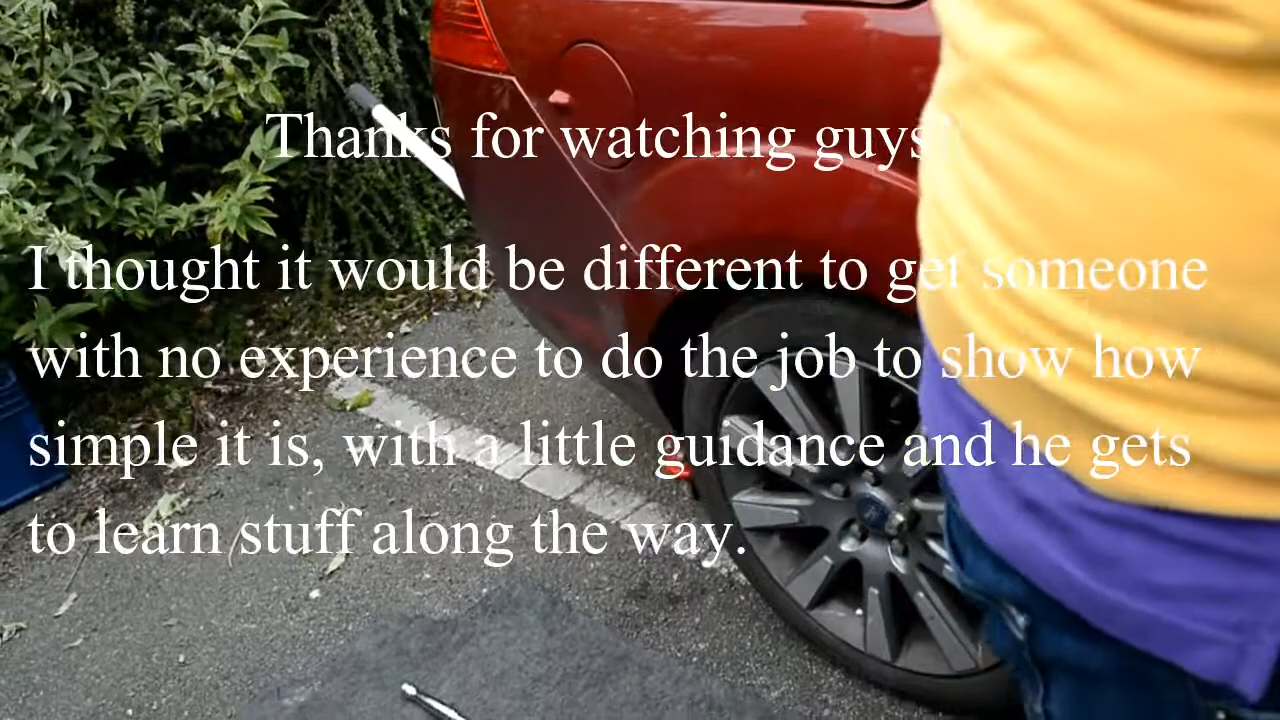 Thanks for watching guys!
I thought it would be different to get someone
with no experience to do the job to show how
simple it is, with a little guidance and he gets
to learn stuff along the way.